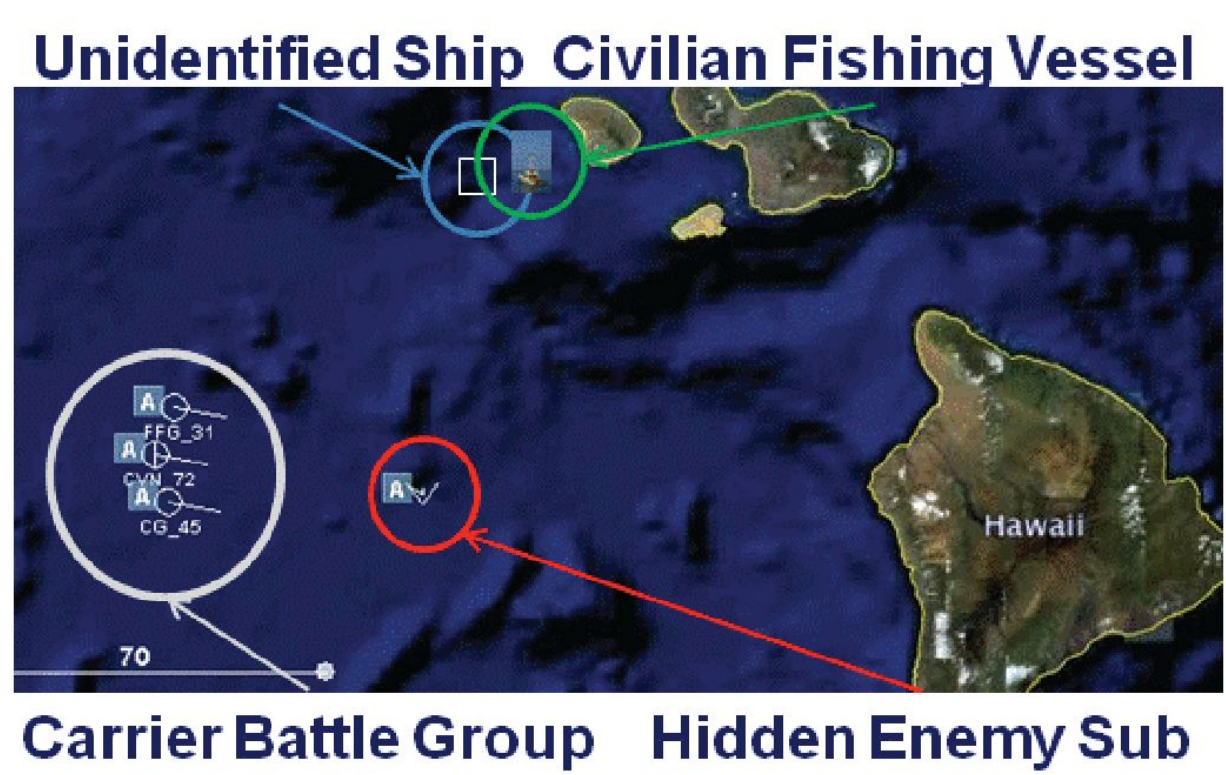 Unidentified Ship Civilian Fishing Vessel
A
FFG_31
A
CVN_72
A
CG_45
A
Hawaii
70
Carrier Battle Group Hidden Enemy Sub